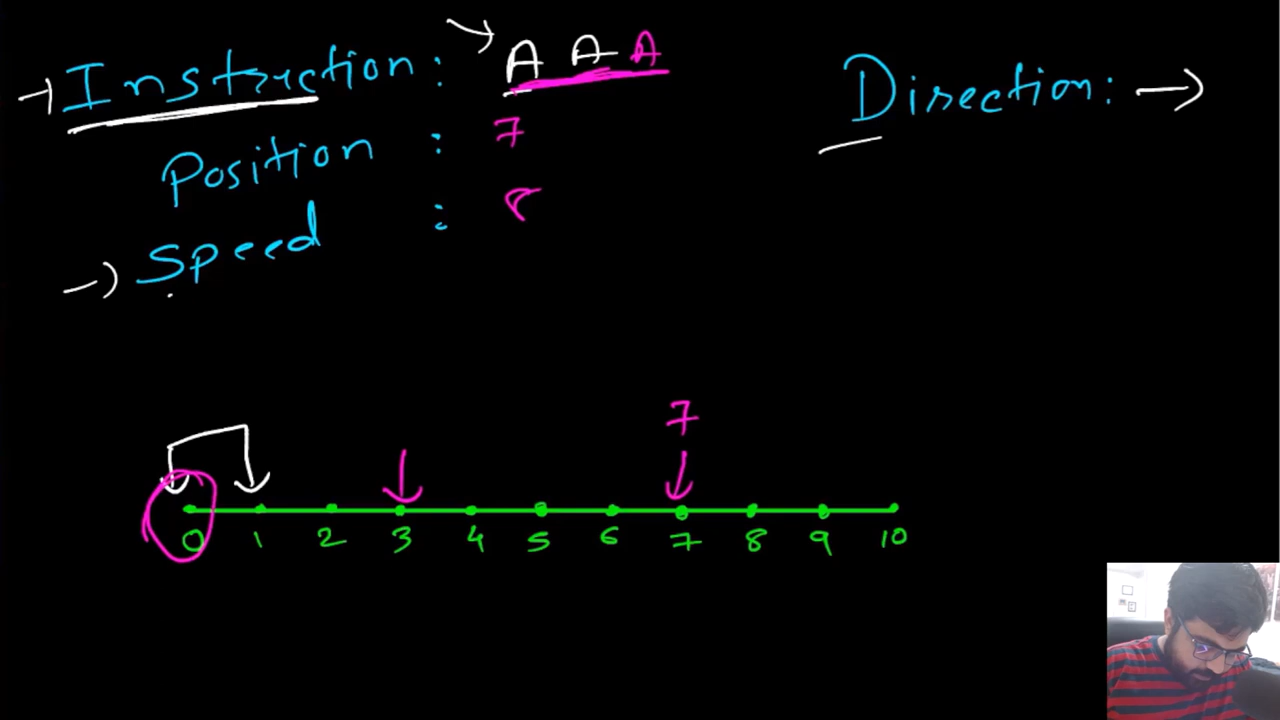 Instruction: A A A
Direction: →
Position : 7
Speed : 8
7
0 1 2 3 4 5 6 7 8 9 10